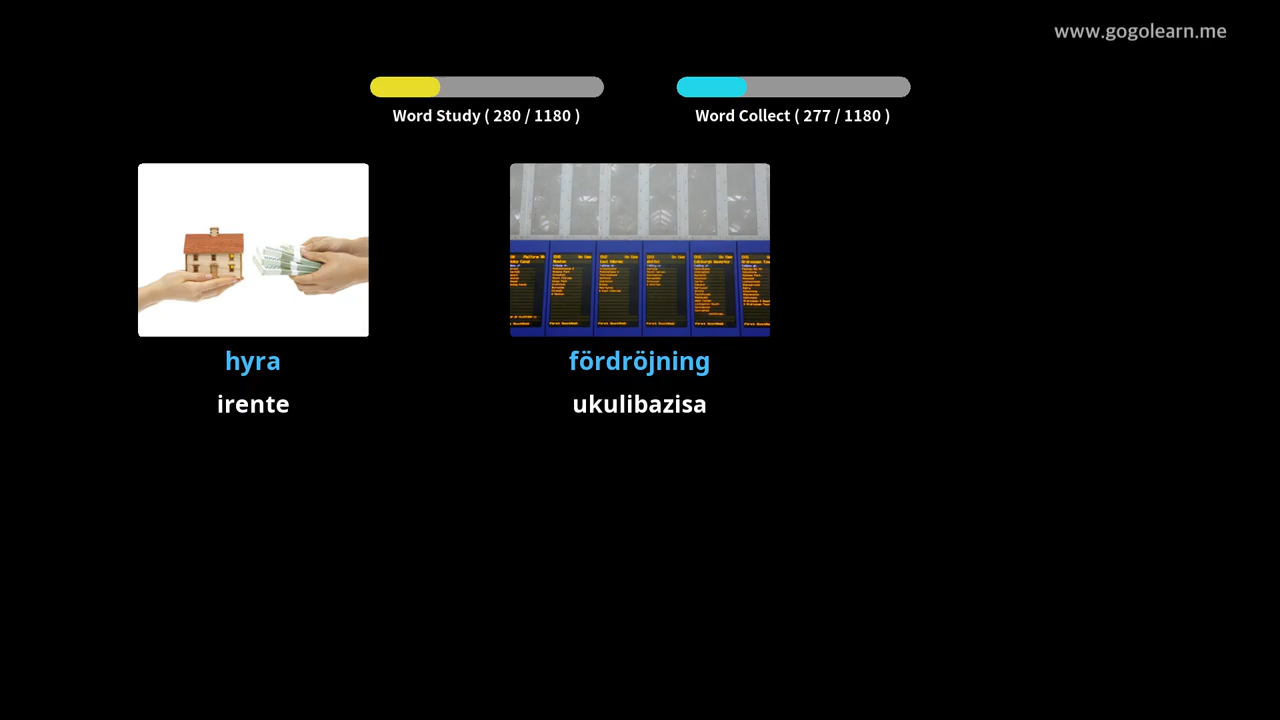 www.gogolearn.me
Word Study ( 280 / 1180 )
Word Collect ( 277 / 1180 )
hyra
fördröjning
irente
ukulibazisa